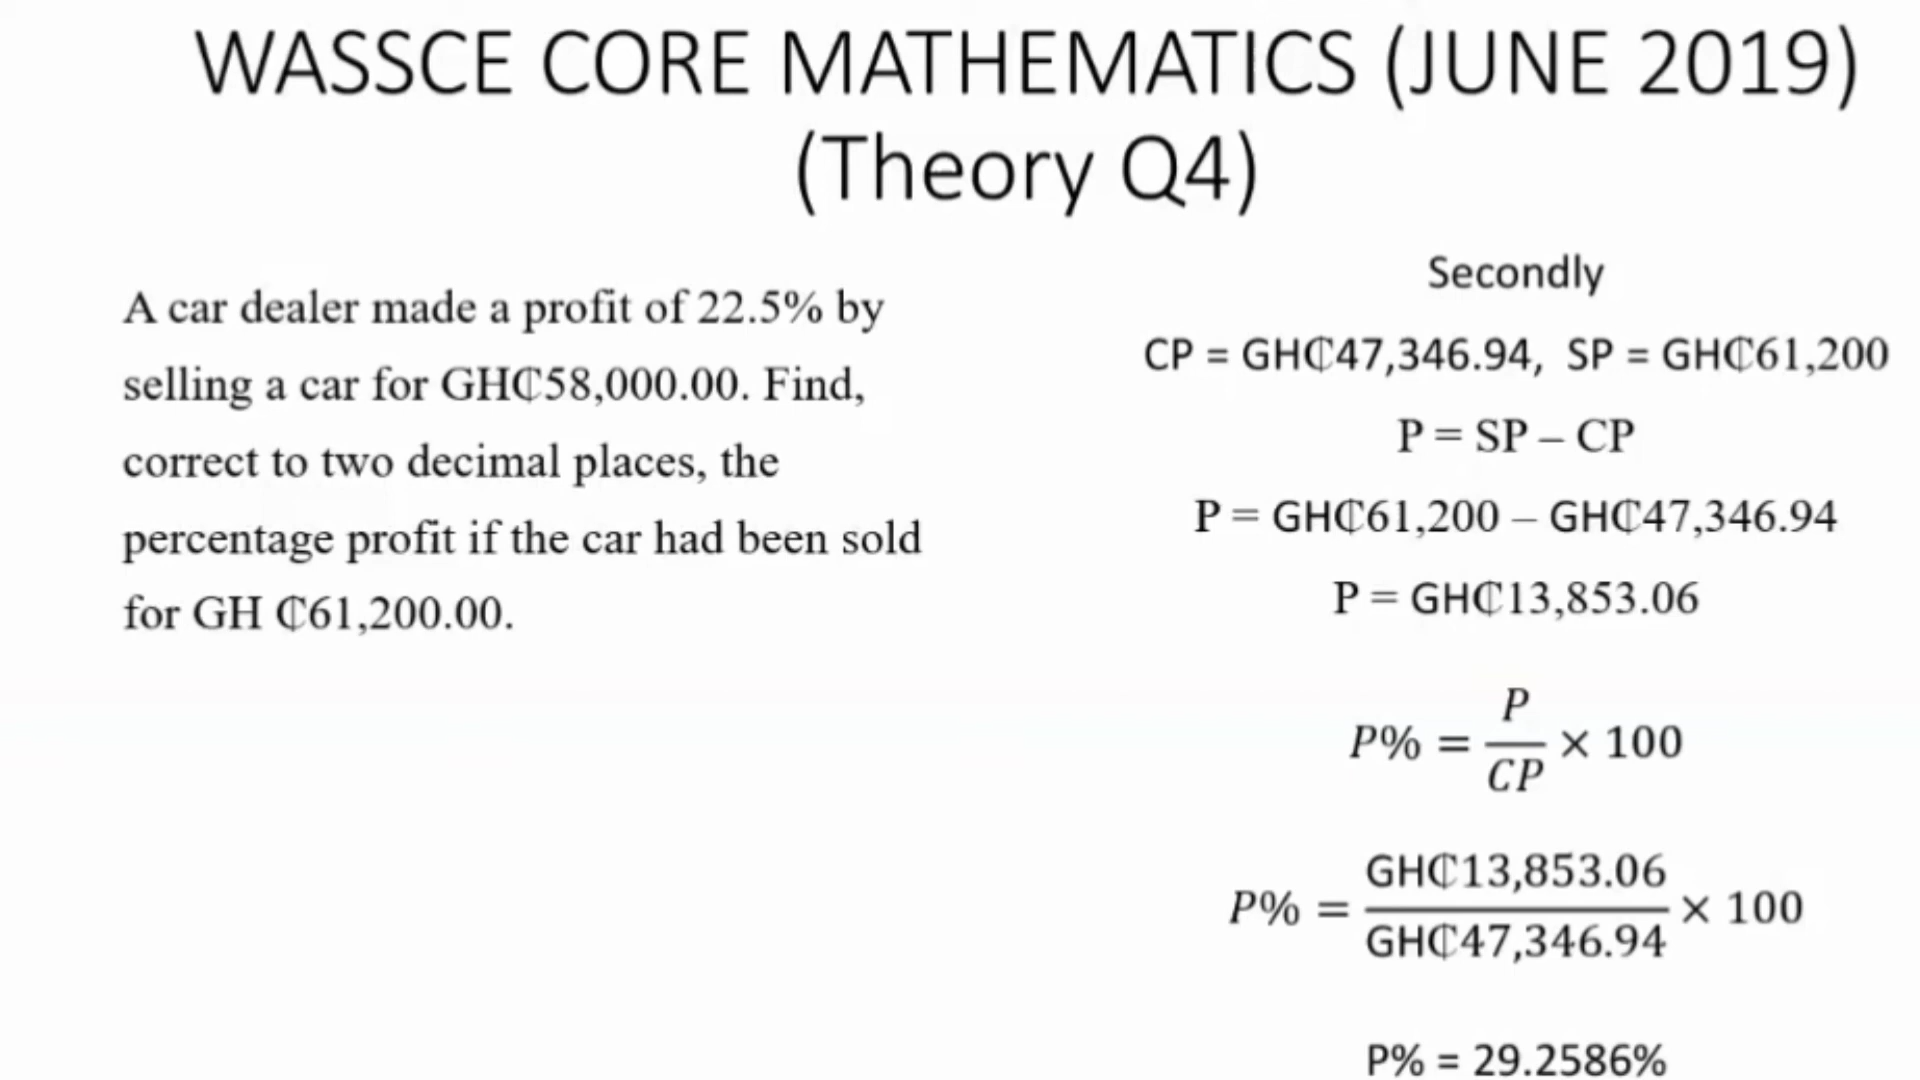 WASSCE CORE MATHEMATICS (JUNE 2019)
(Theory Q4)
A car dealer made a profit of 22.5% by
selling a car for GH₵58,000.00. Find,
correct to two decimal places, the
percentage profit if the car had been sold
for GH ₵61,200.00.
Secondly
CP = GH₵47,346.94, SP = GH₵61,200
P = SP – CP
P = GH₵61,200 – GH₵47,346.94
P = GH₵13,853.06
P% = P/CP × 100
P% = GH₵13,853.06/GH₵47,346.94 × 100
P% = 29.2586%